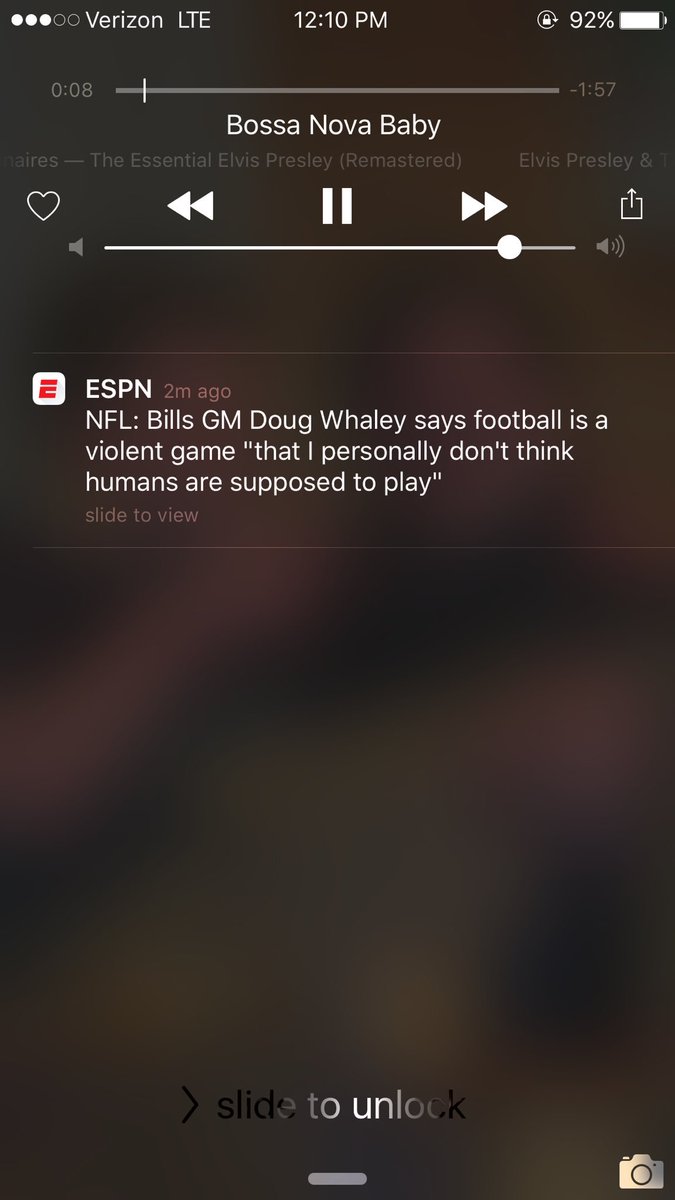 Verizon LTE 12:10 PM 92%
0:08 -1:57
Bossa Nova Baby
naires — The Essential Elvis Presley (Remastered) Elvis Presley & T
ESPN 2m ago
NFL: Bills GM Doug Whaley says football is a
violent game "that I personally don't think
humans are supposed to play"
slide to view
slide to unlock